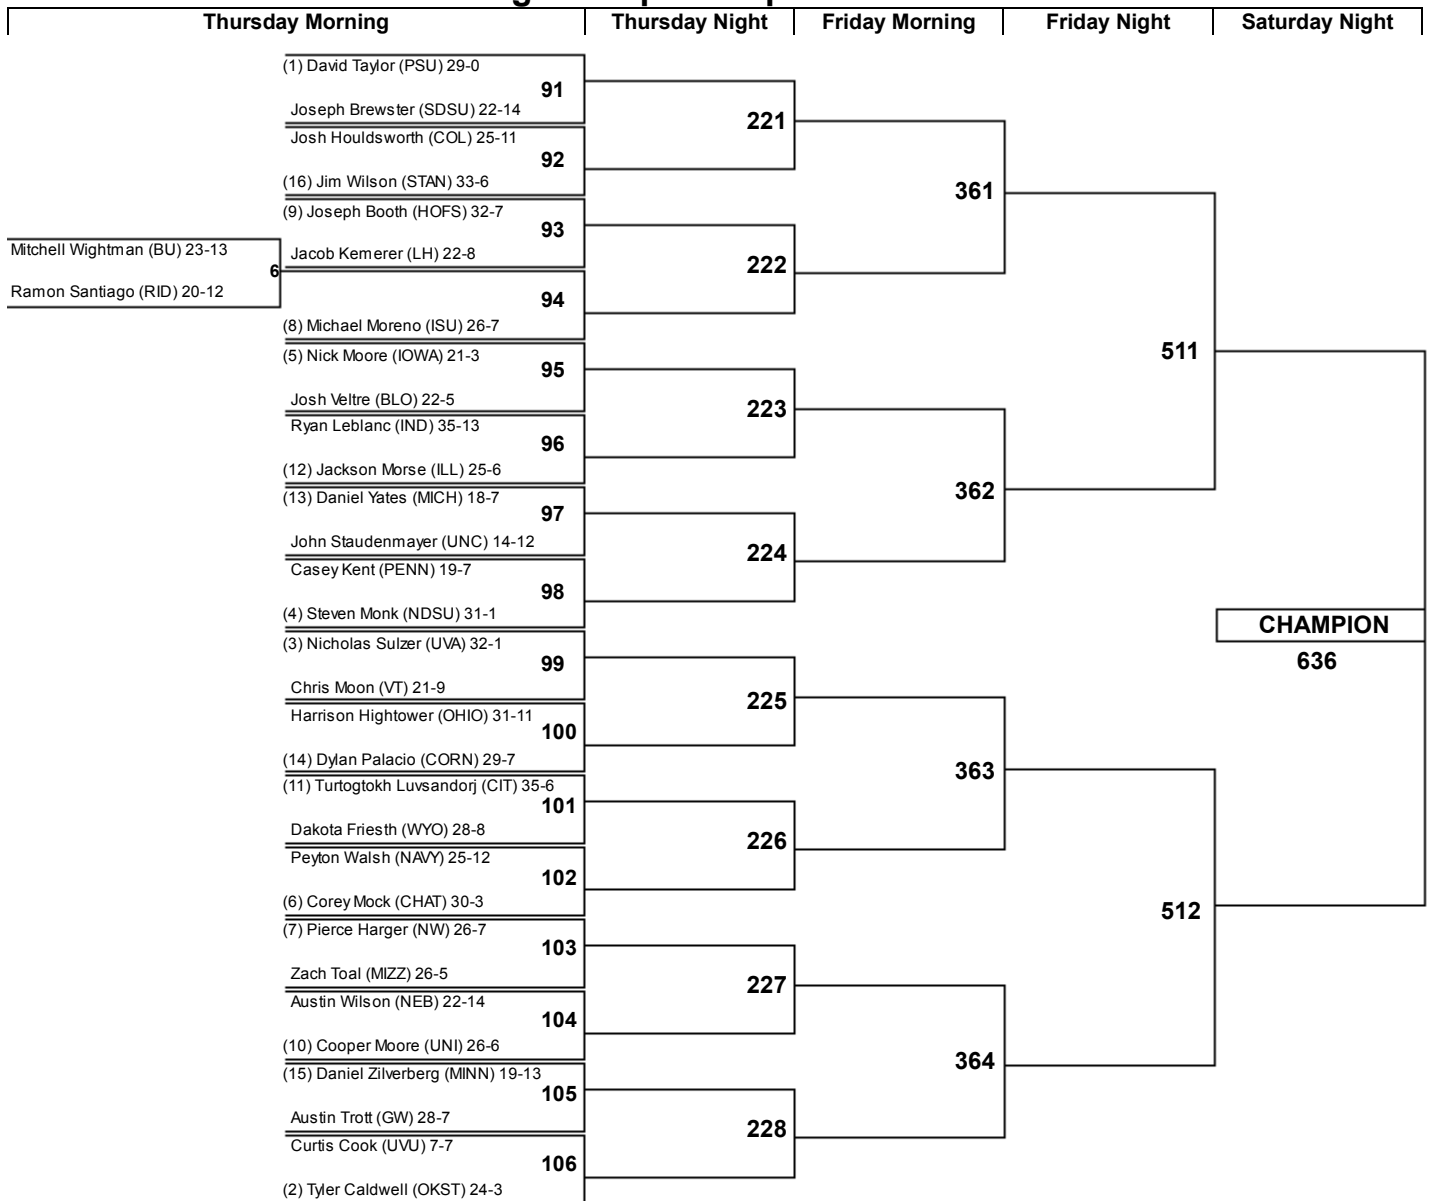 Thursday Morning Thursday Night Friday Morning Friday Night Saturday Night
(1) David Taylor (PSU) 29-0
91
Joseph Brewster (SDSU) 22-14
Josh Houldsworth (COL) 25-11
92
(16) Jim Wilson (STAN) 33-6
(9) Joseph Booth (HOFS) 32-7
93
Jacob Kemerer (LH) 22-8
Mitchell Wightman (BU) 23-13
6
Ramon Santiago (RID) 20-12
94
(8) Michael Moreno (ISU) 26-7
(5) Nick Moore (IOWA) 21-3
95
Josh Veltre (BLO) 22-5
Ryan Leblanc (IND) 35-13
96
(12) Jackson Morse (ILL) 25-6
(13) Daniel Yates (MICH) 18-7
97
John Staudenmayer (UNC) 14-12
Casey Kent (PENN) 19-7
98
(4) Steven Monk (NDSU) 31-1
(3) Nicholas Sulzer (UVA) 32-1
99
Chris Moon (VT) 21-9
Harrison Hightower (OHIO) 31-11
100
(14) Dylan Palacio (CORN) 29-7
(11) Turtogtokh Luvsandorj (CIT) 35-6
101
Dakota Friesth (WYO) 28-8
Peyton Walsh (NAVY) 25-12
102
(6) Corey Mock (CHAT) 30-3
(7) Pierce Harger (NW) 26-7
103
Zach Toal (MIZZ) 26-5
Austin Wilson (NEB) 22-14
104
(10) Cooper Moore (UNI) 26-6
(15) Daniel Zilverberg (MINN) 19-13
105
Austin Trott (GW) 28-7
Curtis Cook (UVU) 7-7
106
(2) Tyler Caldwell (OKST) 24-3
221
222
223
224
225
226
227
228
361
362
363
364
511
512
CHAMPION
636